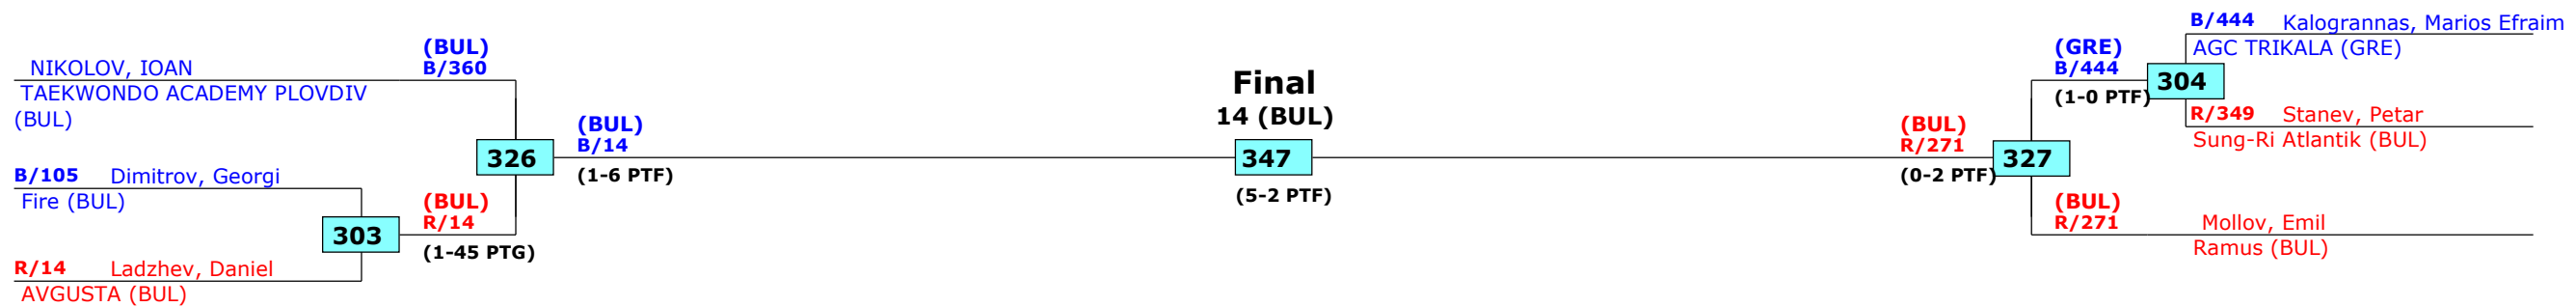 NIKOLOV, IOAN
TAEKWONDO ACADEMY PLOVDIV
(BUL)
(BUL)
B/360
B/105 Dimitrov, Georgi
Fire (BUL)
R/14 Ladzhev, Daniel
AVGUSTA (BUL)
303
(BUL)
R/14
(1-45 PTG)
326
(BUL)
B/14
(1-6 PTF)
Final
14 (BUL)
347
(5-2 PTF)
(BUL)
R/271
(0-2 PTF)
327
(GRE)
B/444
(1-0 PTF)
304
B/444 Kalogrannas, Marios Efraim
AGC TRIKALA (GRE)
R/349 Stanev, Petar
Sung-Ri Atlantik (BUL)
(BUL)
R/271
Mollov, Emil
Ramus (BUL)